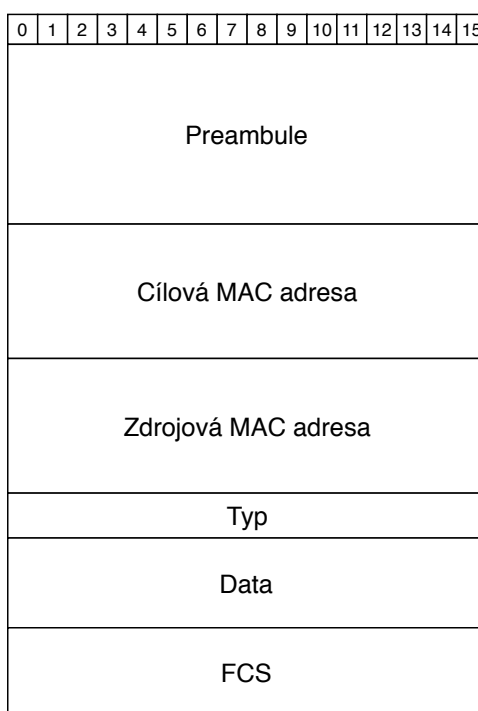 0 1 2 3 4 5 6 7 8 9 10 11 12 13 14 15
Preambule
Cílová MAC adresa
Zdrojová MAC adresa
Typ
Data
FCS